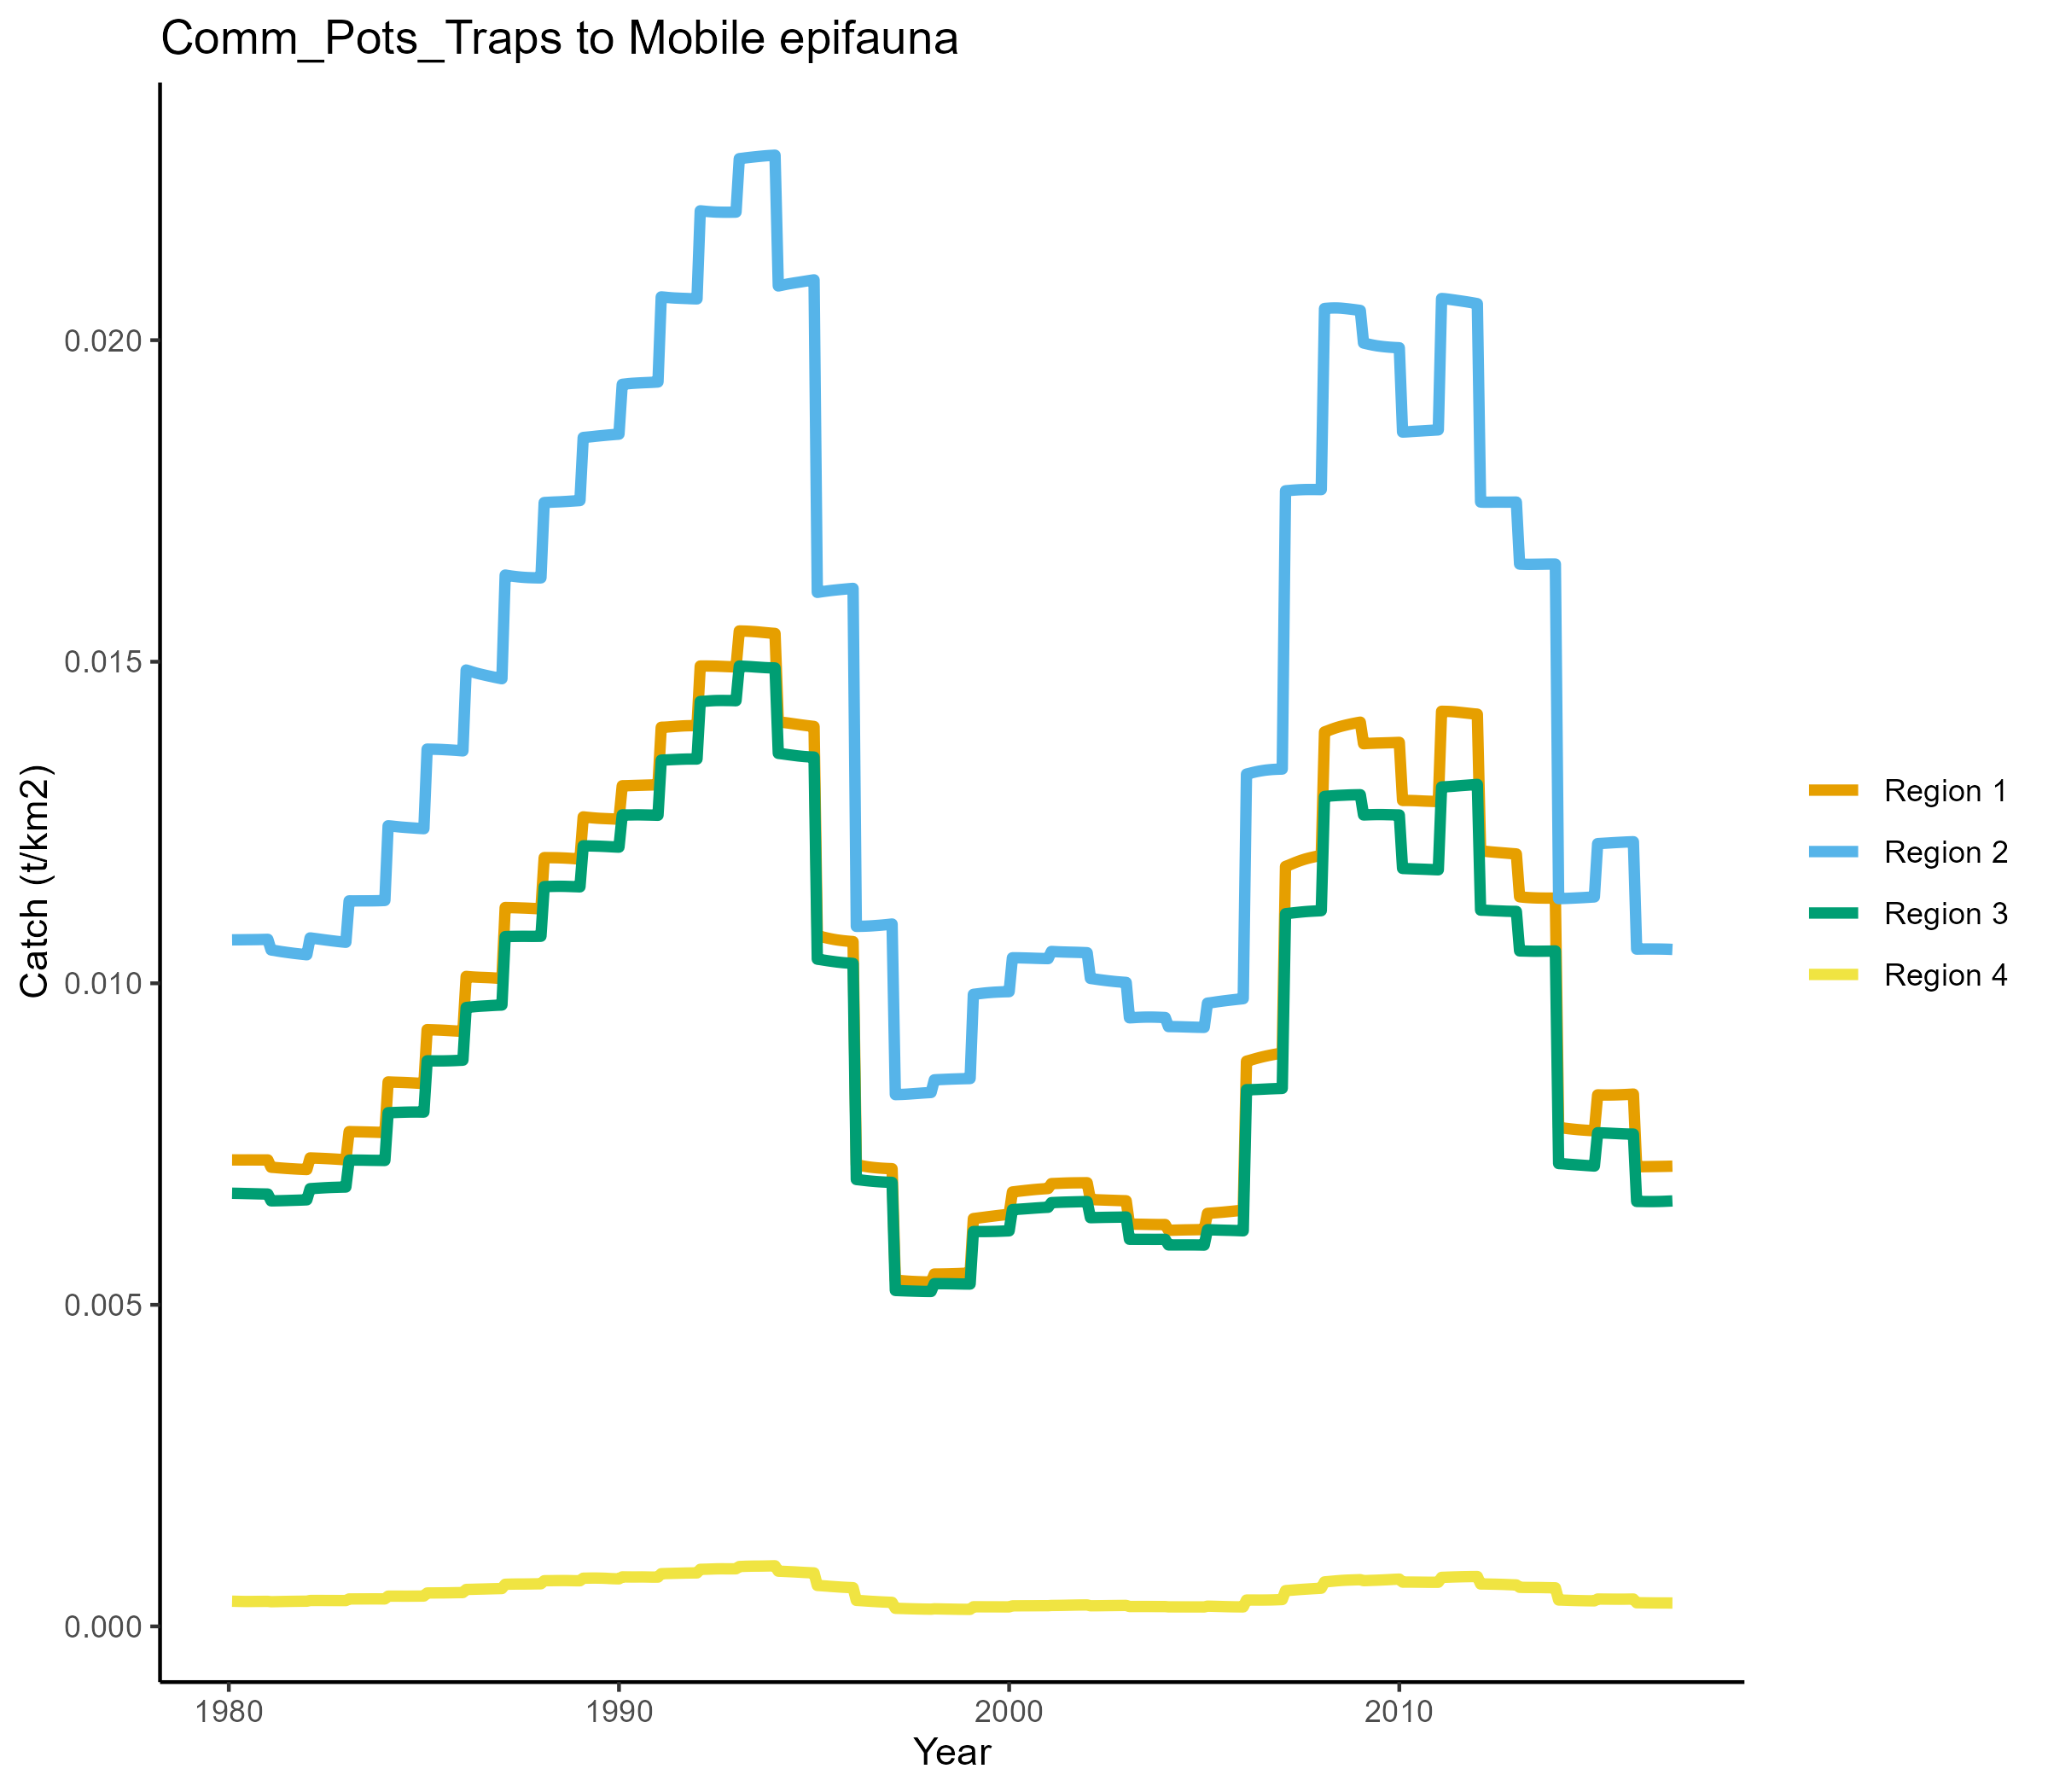 Comm_Pots_Traps to Mobile epifauna
Catch (t/km2)
0.020
0.015
0.010
0.005
0.000
1980 1990 2000 2010
Year
Region 1
Region 2
Region 3
Region 4